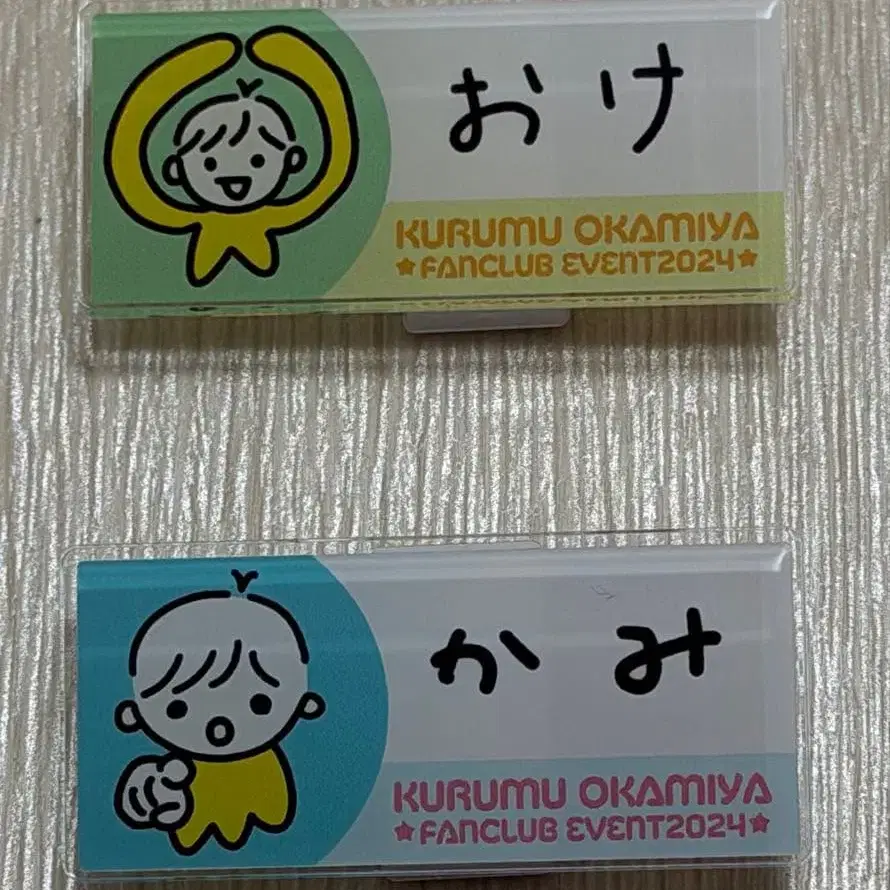 おけ
KURUMU OKAMIYA
★FANCLUB EVENT2024★
かみ
KURUMU OKAMIYA
★FANCLUB EVENT2024★